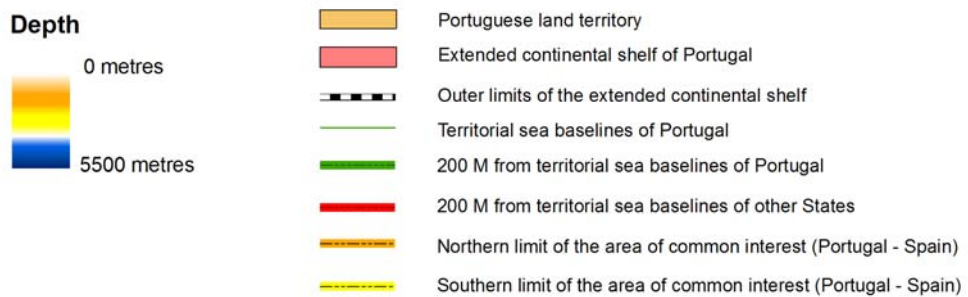 Depth
0 metres
5500 metres
Portuguese land territory
Extended continental shelf of Portugal
Outer limits of the extended continental shelf
Territorial sea baselines of Portugal
200 M from territorial sea baselines of Portugal
200 M from territorial sea baselines of other States
Northern limit of the area of common interest (Portugal - Spain)
Southern limit of the area of common interest (Portugal - Spain)